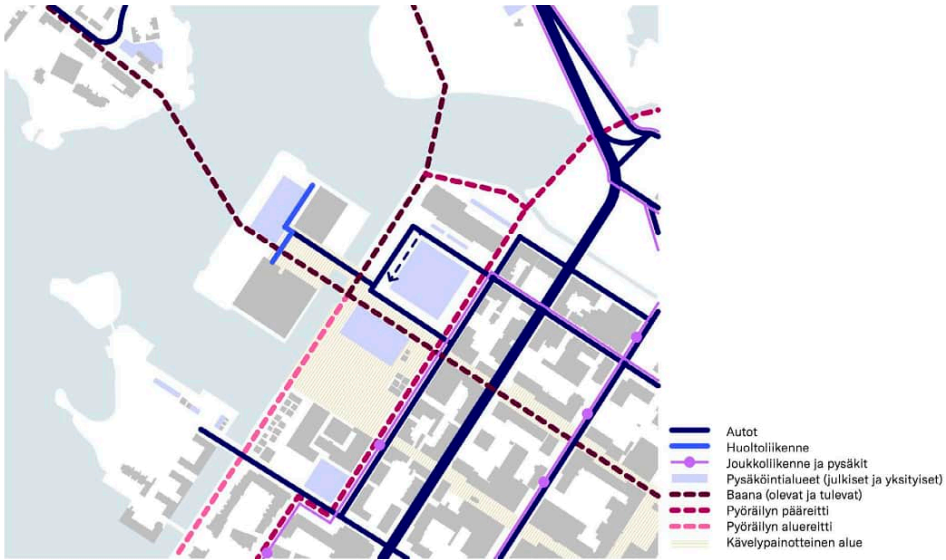 Autot
Huoltoliikenne
Joukkoliikenne ja pysäkit
Pysäköintialueet (julkiset ja yksityiset)
Baana (olevat ja tulevat)
Pyöräilyn pääreitti
Pyöräilyn aluereitti
Kävelypainotteinen alue